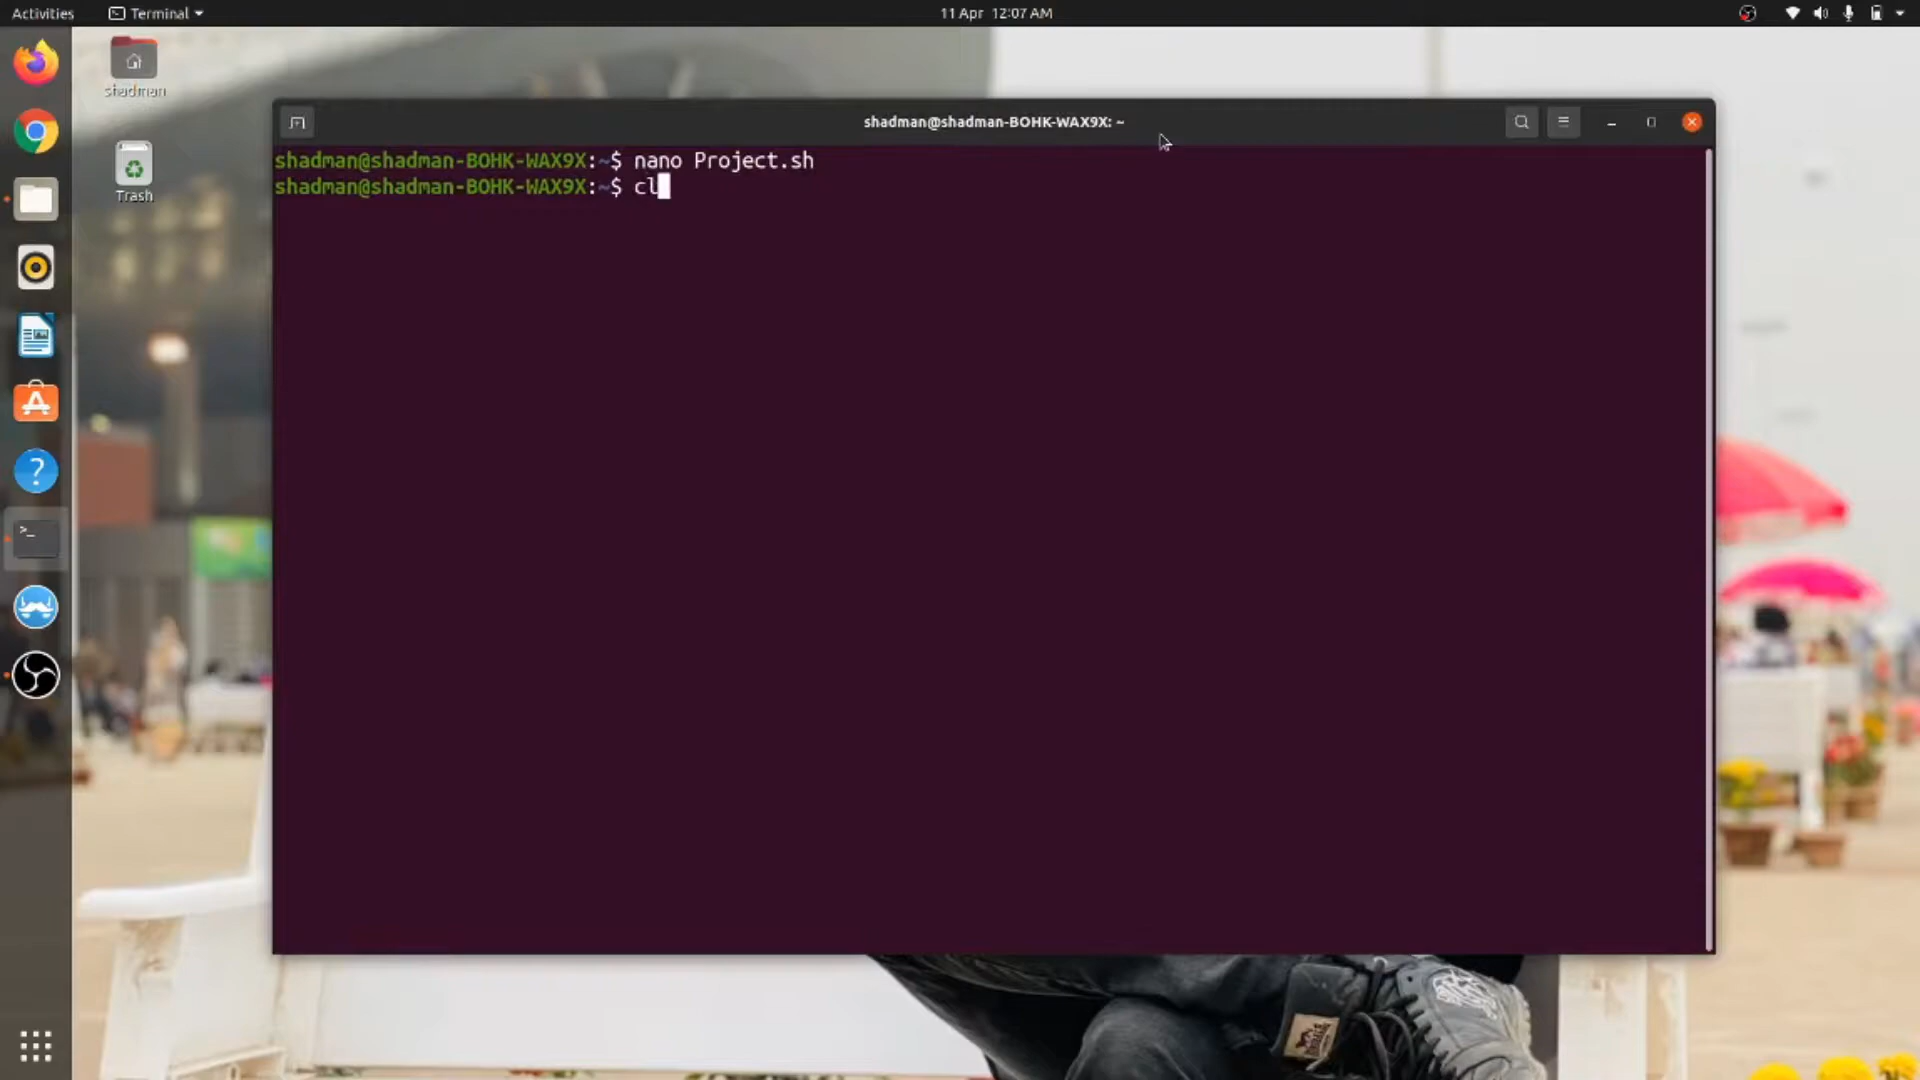 Activities
Terminal
11 Apr 12:07 AM
shadman
Trash
shadman@shadman-BOHK-WAX9X: ~
shadman@shadman-BOHK-WAX9X:~$ nano Project.sh
shadman@shadman-BOHK-WAX9X:~$ cl